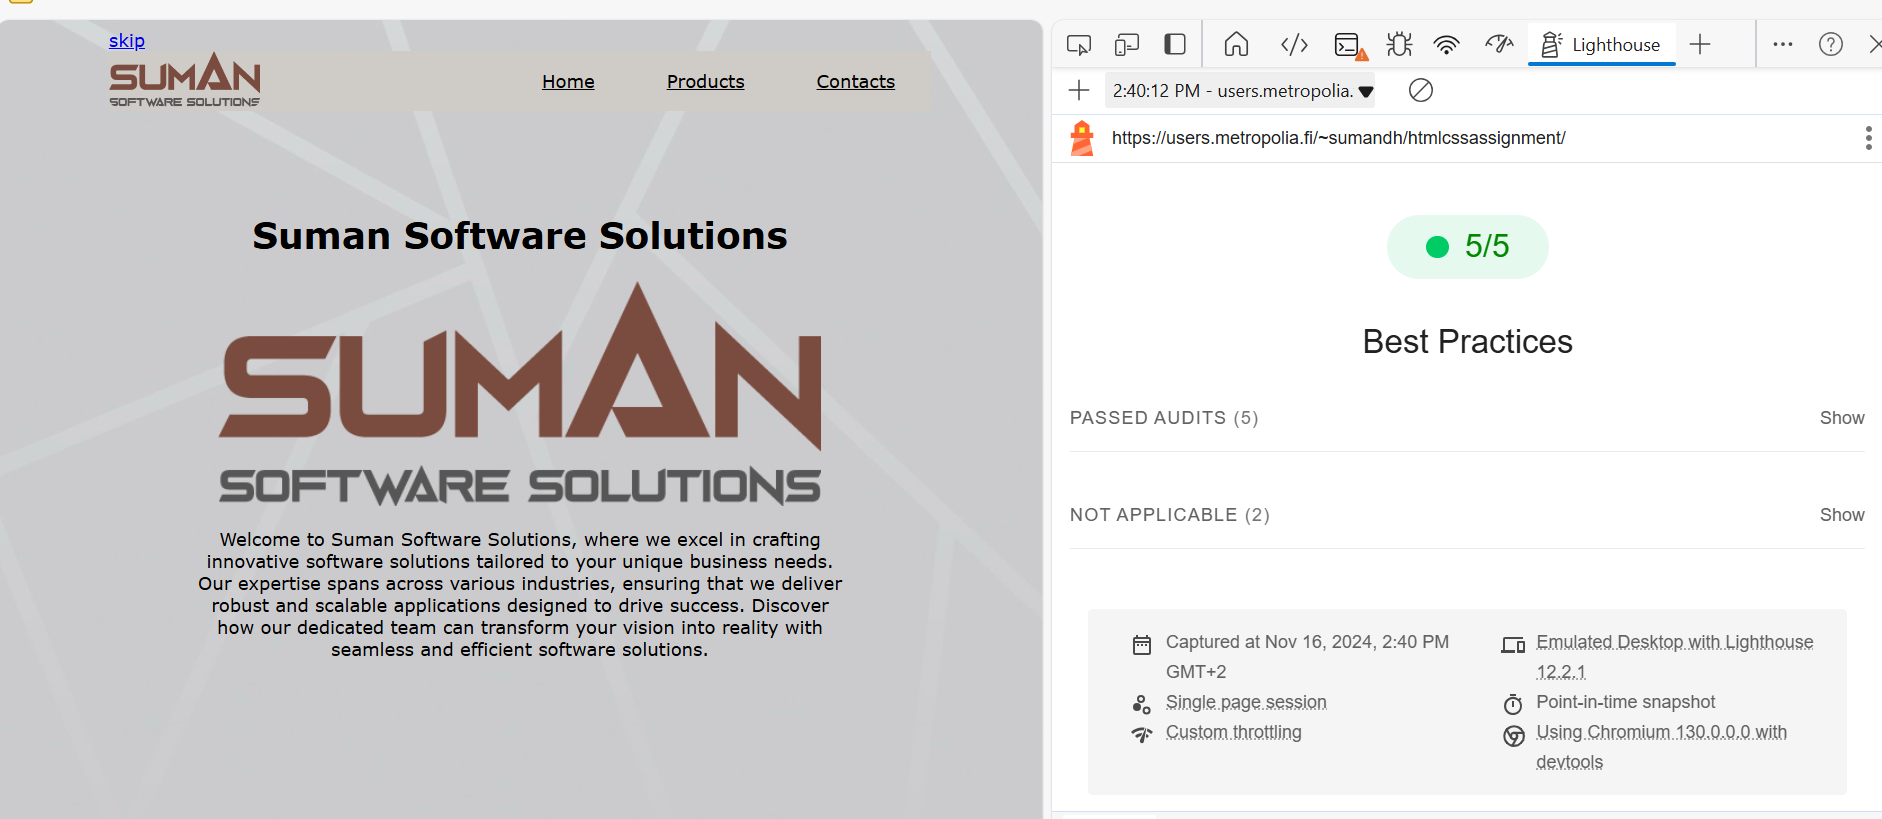 skip
SUMAN
SOFTWARE SOLUTIONS
Home Products Contacts
Suman Software Solutions
SUMAN
SOFTWARE SOLUTIONS
Welcome to Suman Software Solutions, where we excel in crafting
innovative software solutions tailored to your unique business needs.
Our expertise spans across various industries, ensuring that we deliver
robust and scalable applications designed to drive success. Discover
how our dedicated team can transform your vision into reality with
seamless and efficient software solutions.
Lighthouse
2:40:12 PM - users.metropolia.
https://users.metropolia.fi/~sumandh/htmlcssassignment/
5/5
Best Practices
PASSED AUDITS (5) Show
NOT APPLICABLE (2) Show
Captured at Nov 16, 2024, 2:40 PM
GMT+2
Single page session
Custom throttling
Emulated Desktop with Lighthouse
12.2.1
Point-in-time snapshot
Using Chromium 130.0.0.0 with
devtools